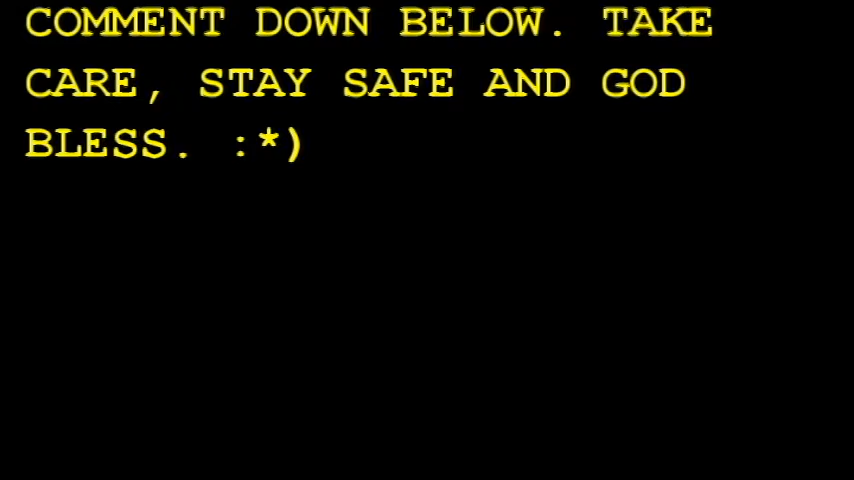 COMMENT DOWN BELOW. TAKE
CARE, STAY SAFE AND GOD
BLESS. :*)